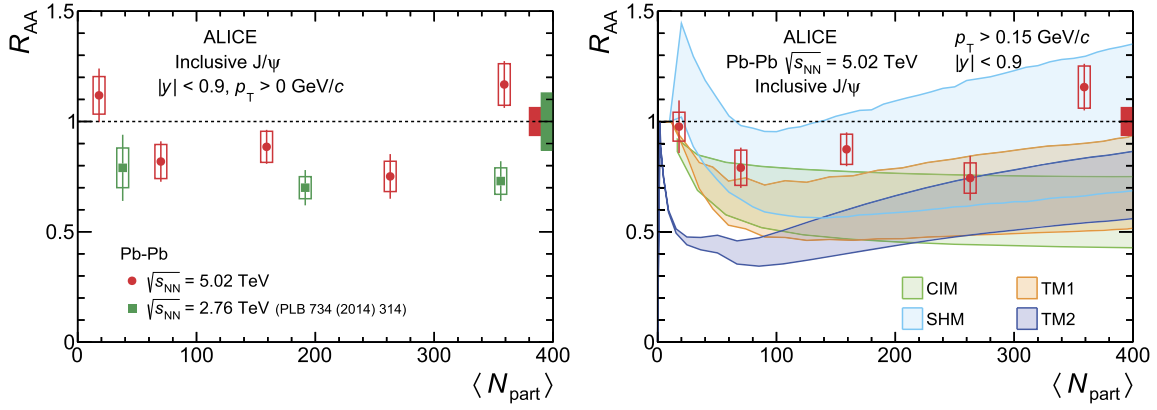 R_AA
1.5
1
0.5
0
ALICE
Inclusive J/ψ
|y| < 0.9, p_T > 0 GeV/c
Pb-Pb
√s_NN = 5.02 TeV
√s_NN = 2.76 TeV (PLB 734 (2014) 314)
0 100 200 300 400
⟨ N_part ⟩
R_AA
1.5
1
0.5
0
ALICE
Pb-Pb √s_NN = 5.02 TeV
Inclusive J/ψ
p_T > 0.15 GeV/c
|y| < 0.9
CIM TM1
SHM TM2
0 100 200 300 400
⟨ N_part ⟩